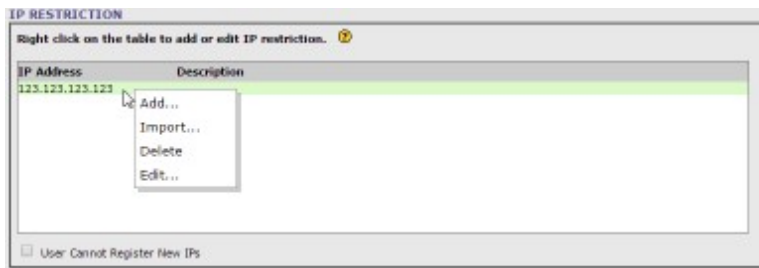 IP RESTRICTION
Right click on the table to add or edit IP restriction. ?
IP Address Description
123.123.123.123
Add...
Import...
Delete
Edit...
User Cannot Register New IPs